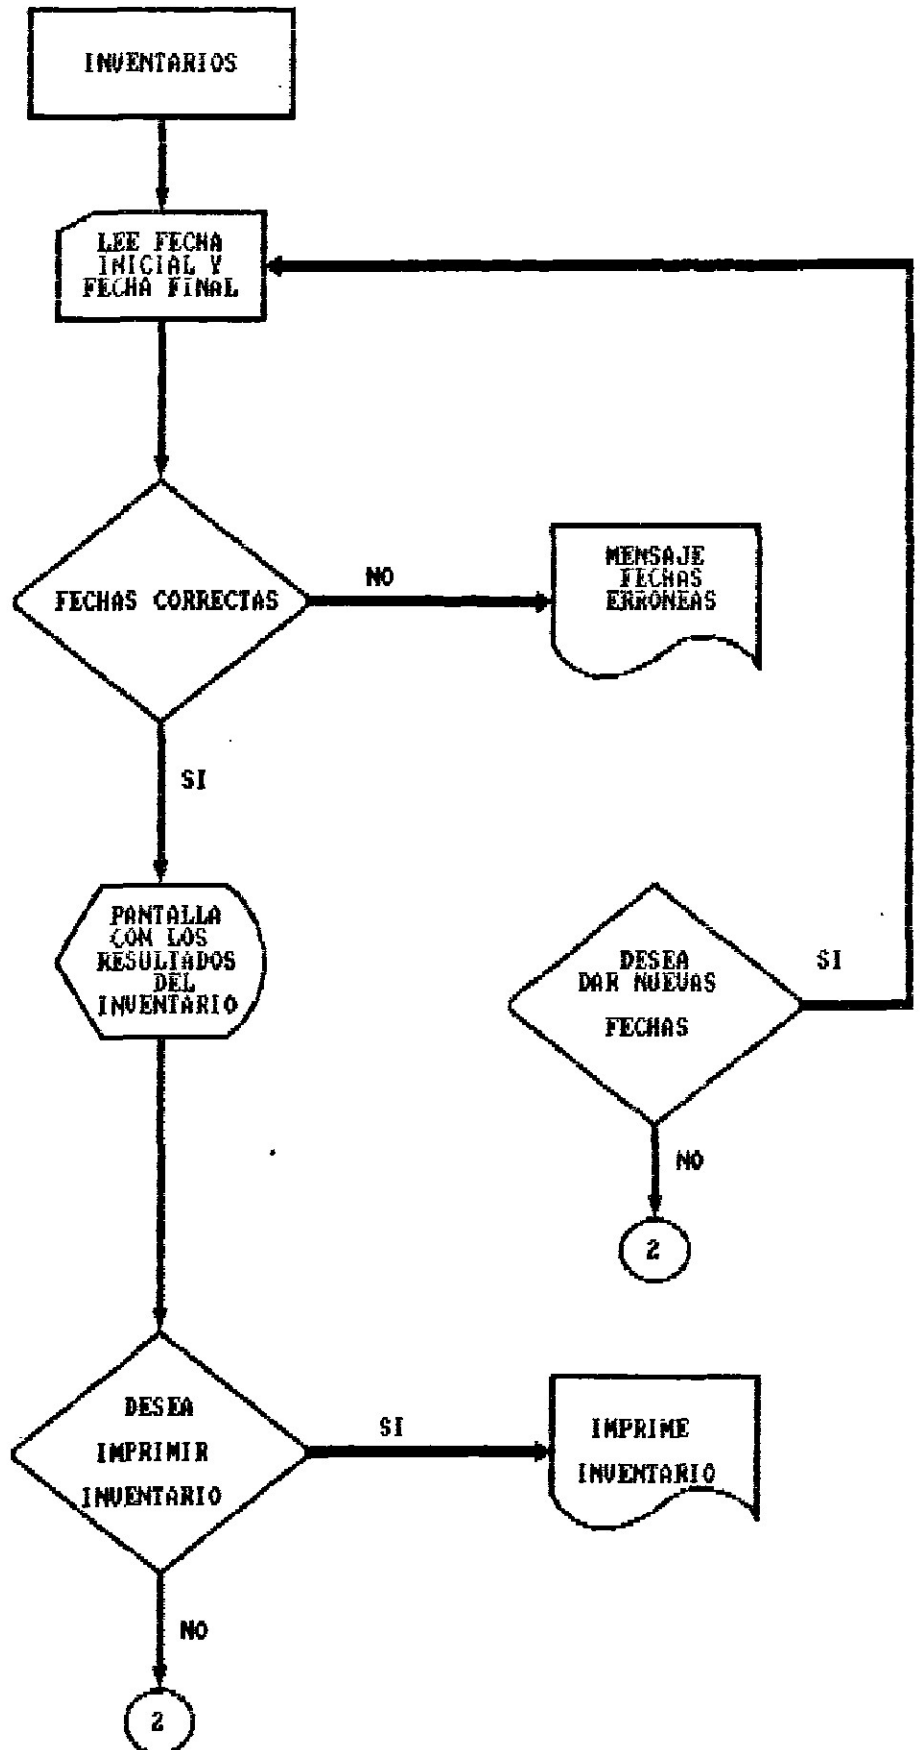 INVENTARIOS
LEE FECHA
INICIAL Y
FECHA FINAL
FECHAS CORRECTAS
NO
MENSAJE
FECHAS
ERRONEAS
SI
PANTALLA
CON LOS
RESULTADOS
DEL
INVENTARIO
DESEA
DAR NUEVAS
FECHAS
SI
NO
2
DESEA
IMPRIMIR
INVENTARIO
SI
IMPRIME
INVENTARIO
NO
2